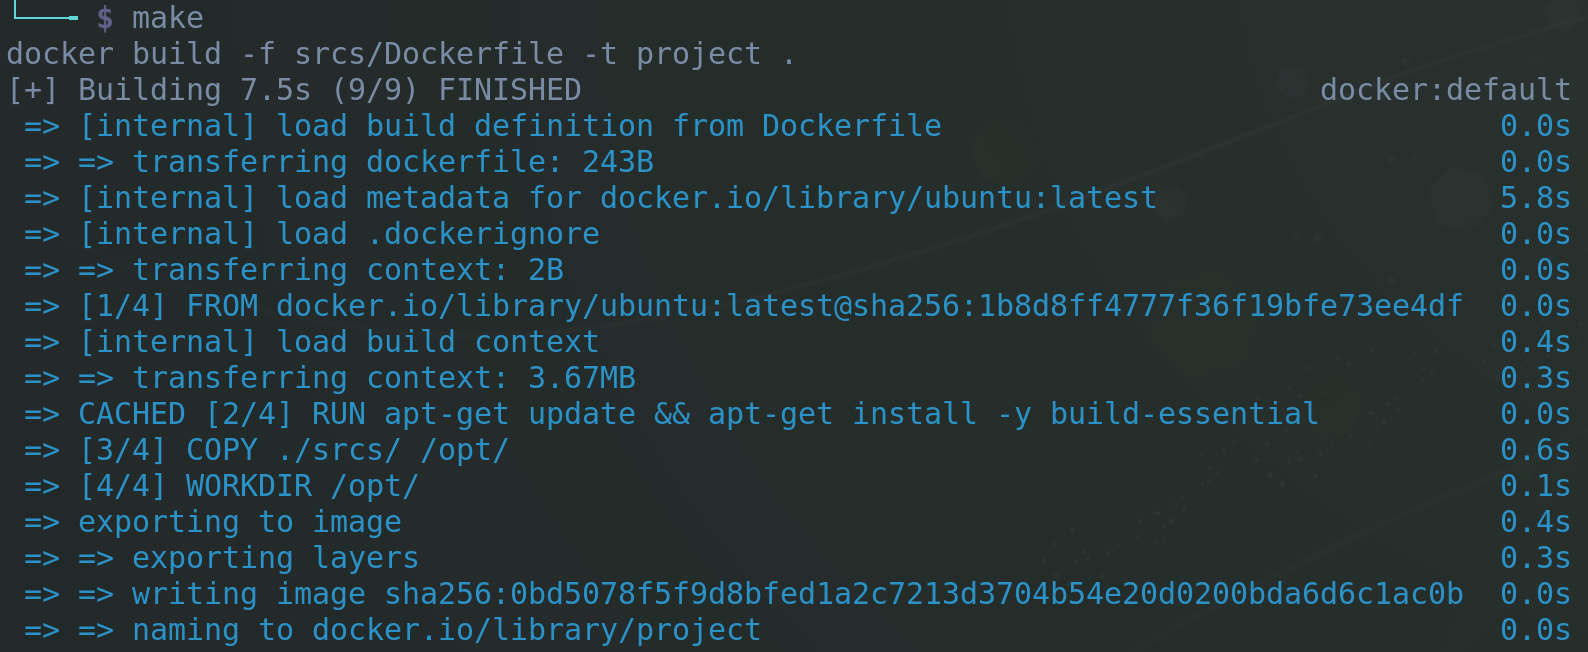 $ make
docker build -f srcs/Dockerfile -t project .
[+] Building 7.5s (9/9) FINISHED docker:default
=> [internal] load build definition from Dockerfile 0.0s
=> => transferring dockerfile: 243B 0.0s
=> [internal] load metadata for docker.io/library/ubuntu:latest 5.8s
=> [internal] load .dockerignore 0.0s
=> => transferring context: 2B 0.0s
=> [1/4] FROM docker.io/library/ubuntu:latest@sha256:1b8d8ff4777f36f19bfe73ee4df 0.0s
=> [internal] load build context 0.4s
=> => transferring context: 3.67MB 0.3s
=> CACHED [2/4] RUN apt-get update && apt-get install -y build-essential 0.0s
=> [3/4] COPY ./srcs/ /opt/ 0.6s
=> [4/4] WORKDIR /opt/ 0.1s
=> exporting to image 0.4s
=> => exporting layers 0.3s
=> => writing image sha256:0bd5078f5f9d8bfed1a2c7213d3704b54e20d0200bda6d6c1ac0b 0.0s
=> => naming to docker.io/library/project 0.0s